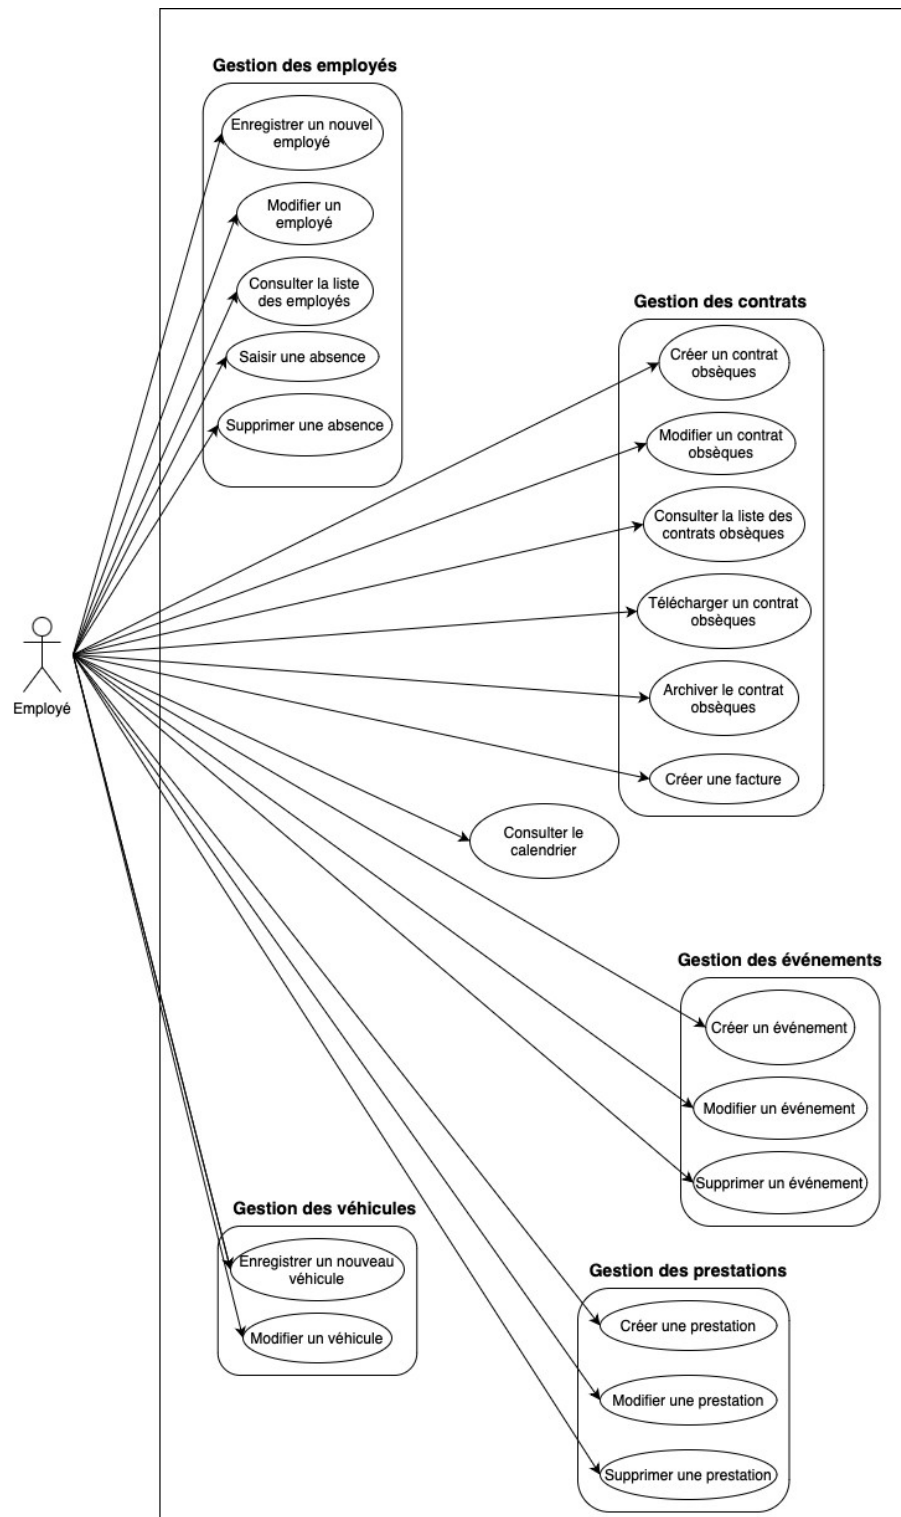 Gestion des employés
Enregistrer un nouvel
employé
Modifier un
employé
Consulter la liste
des employés
Saisir une absence
Supprimer une absence
Gestion des contrats
Créer un contrat
obsèques
Modifier un contrat
obsèques
Consulter la liste des
contrats obsèques
Télécharger un contrat
obsèques
Archiver le contrat
obsèques
Créer une facture
Employé
Consulter le
calendrier
Gestion des événements
Créer un événement
Modifier un événement
Supprimer un événement
Gestion des véhicules
Enregistrer un nouveau
véhicule
Modifier un véhicule
Gestion des prestations
Créer une prestation
Modifier une prestation
Supprimer une prestation